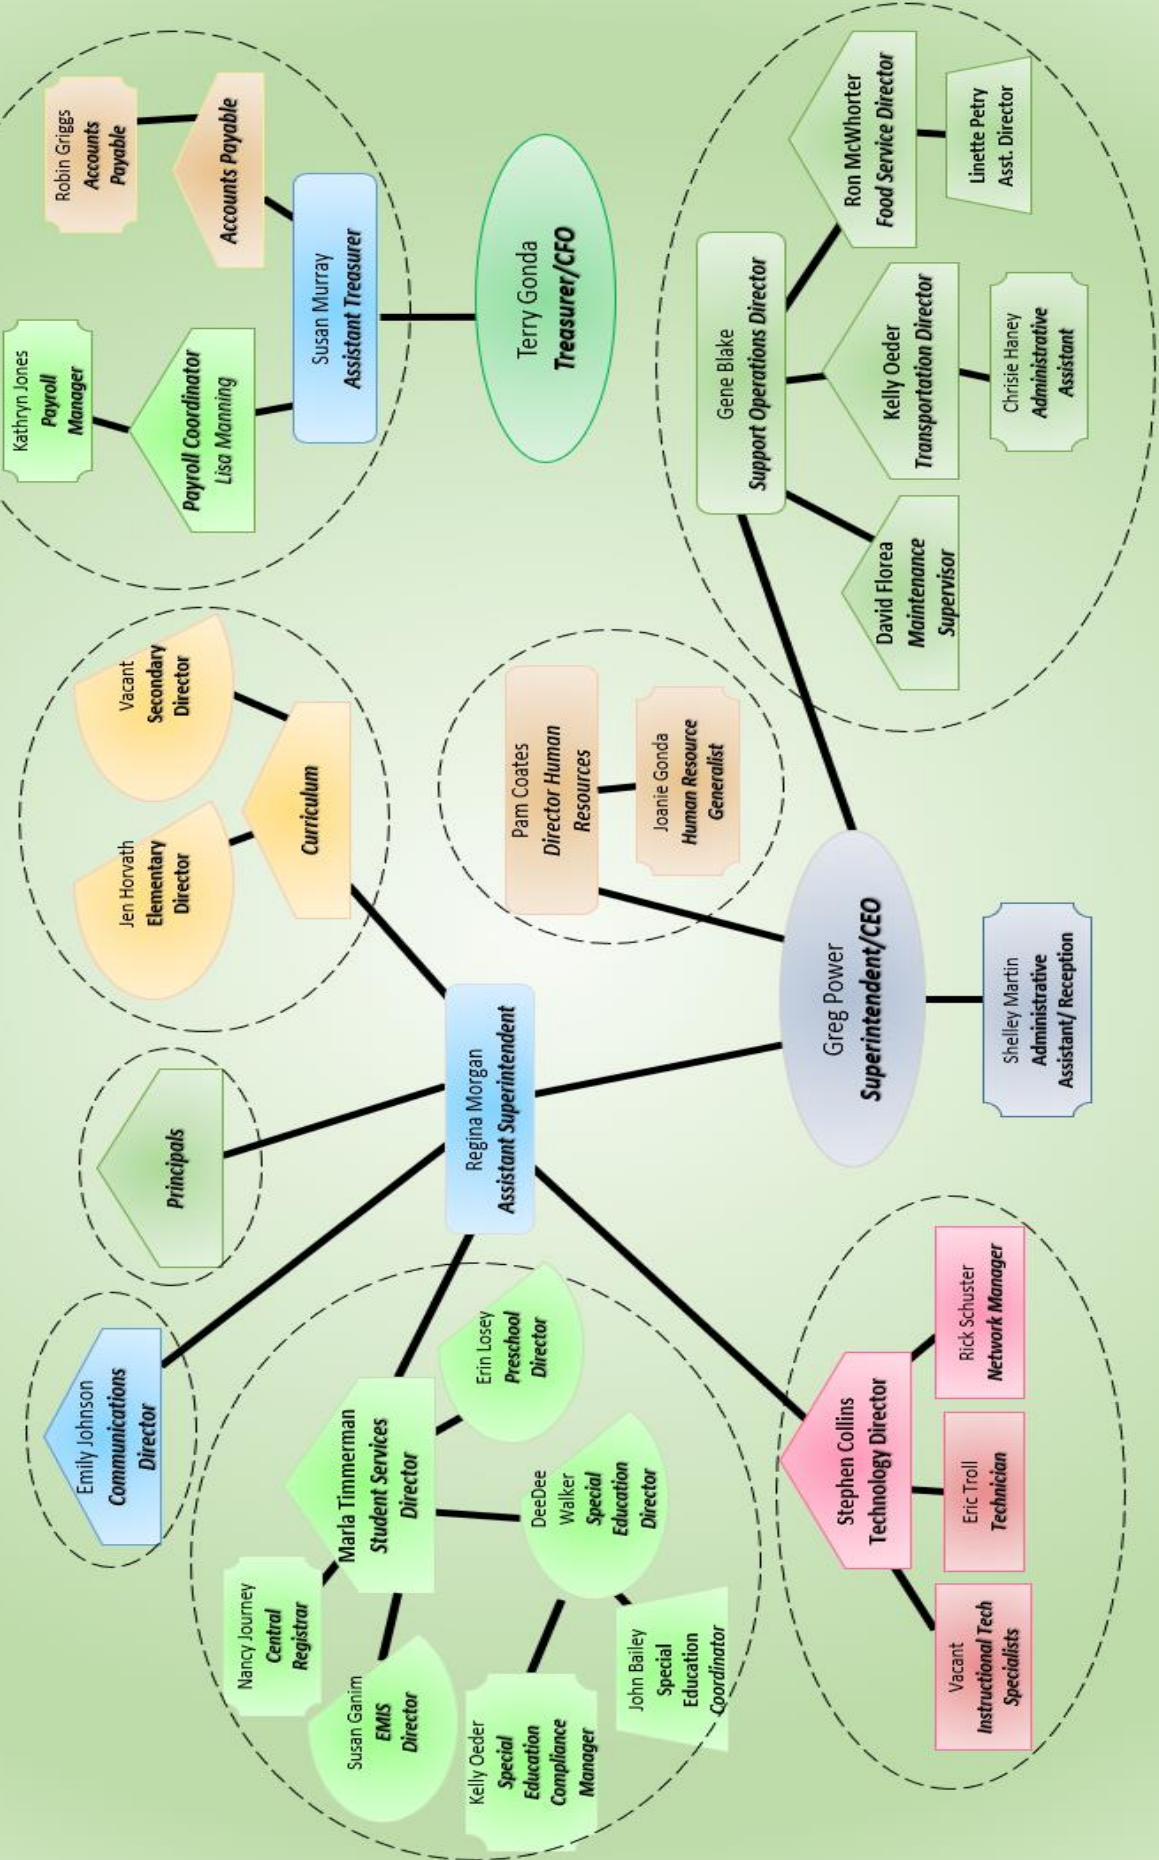 Emily Johnson
Communications
Director
Principals
Jen Horvath
Elementary
Director
Vacant
Secondary
Director
Curriculum
Kathryn Jones
Payroll
Manager
Payroll Coordinator
Lisa Manning
Robin Griggs
Accounts
Payable
Accounts Payable
Susan Murray
Assistant Treasurer
Terry Gonda
Treasurer/CFO
Nancy Journey
Central
Registrar
Marla Timmerman
Student Services
Director
Susan Ganim
EMIS
Director
Erin Losey
Preschool
Director
Kelly Oeder
Special
Education
Compliance
Manager
DeeDee
Walker
Special
Education
Director
John Bailey
Special
Education
Coordinator
Regina Morgan
Assistant Superintendent
Pam Coates
Director Human
Resources
Joanie Gonda
Human Resource
Generalist
Gene Blake
Support Operations Director
David Florea
Maintenance
Supervisor
Kelly Oeder
Transportation Director
Chrisie Haney
Administrative
Assistant
Ron McWhorter
Food Service Director
Linette Petry
Asst. Director
Greg Power
Superintendent/CEO
Shelley Martin
Administrative
Assistant/ Reception
Stephen Collins
Technology Director
Vacant
Instructional Tech
Specialists
Eric Troll
Technician
Rick Schuster
Network Manager